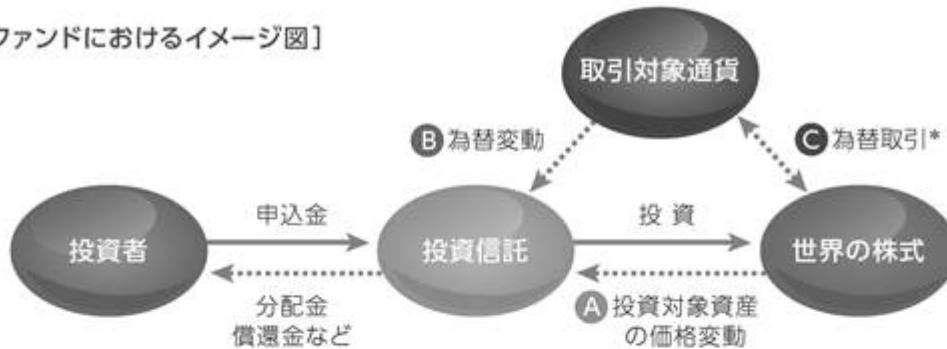 ファンドにおけるイメージ図]
取引対象通貨
B 為替変動
C 為替取引*
投資者
申込金
投資信託
投 資
世界の株式
分配金
償還金など
A 投資対象資産
の価格変動